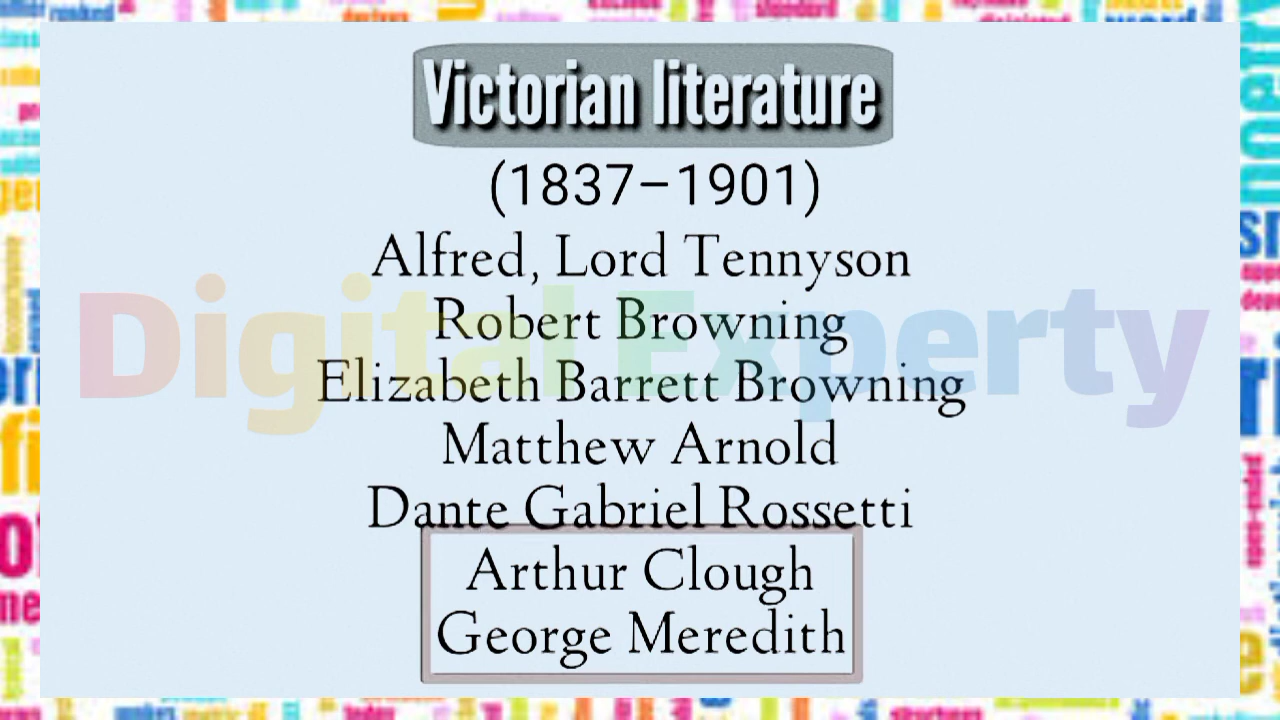 Victorian literature
(1837–1901)
Alfred, Lord Tennyson
Robert Browning
Digital Experty
Elizabeth Barrett Browning
Matthew Arnold
Dante Gabriel Rossetti
Arthur Clough
George Meredith